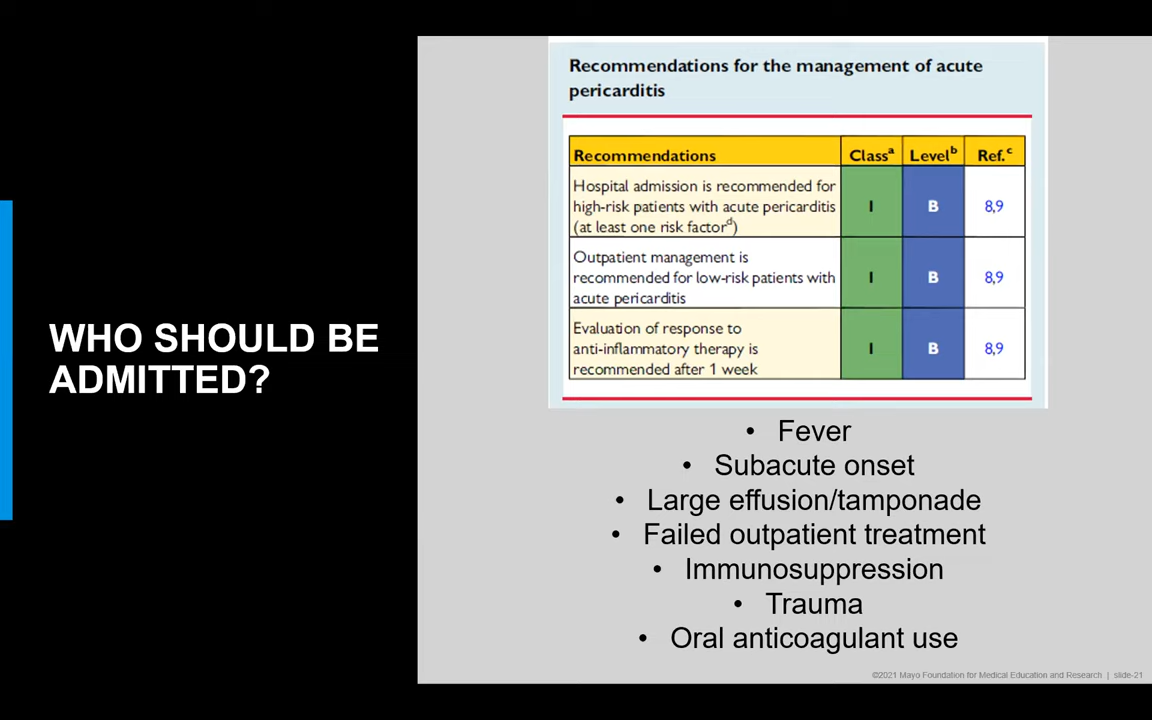 WHO SHOULD BE
ADMITTED?
Recommendations for the management of acute
pericarditis
Recommendations Classᵃ Levelᵇ Ref.ᶜ
Hospital admission is recommended for
high-risk patients with acute pericarditis
(at least one risk factorᵈ)
I B 8,9
Outpatient management is
recommended for low-risk patients with
acute pericarditis
I B 8,9
Evaluation of response to
anti-inflammatory therapy is
recommended after 1 week
I B 8,9
• Fever
• Subacute onset
• Large effusion/tamponade
• Failed outpatient treatment
• Immunosuppression
• Trauma
• Oral anticoagulant use
©2021 Mayo Foundation for Medical Education and Research | slide-21